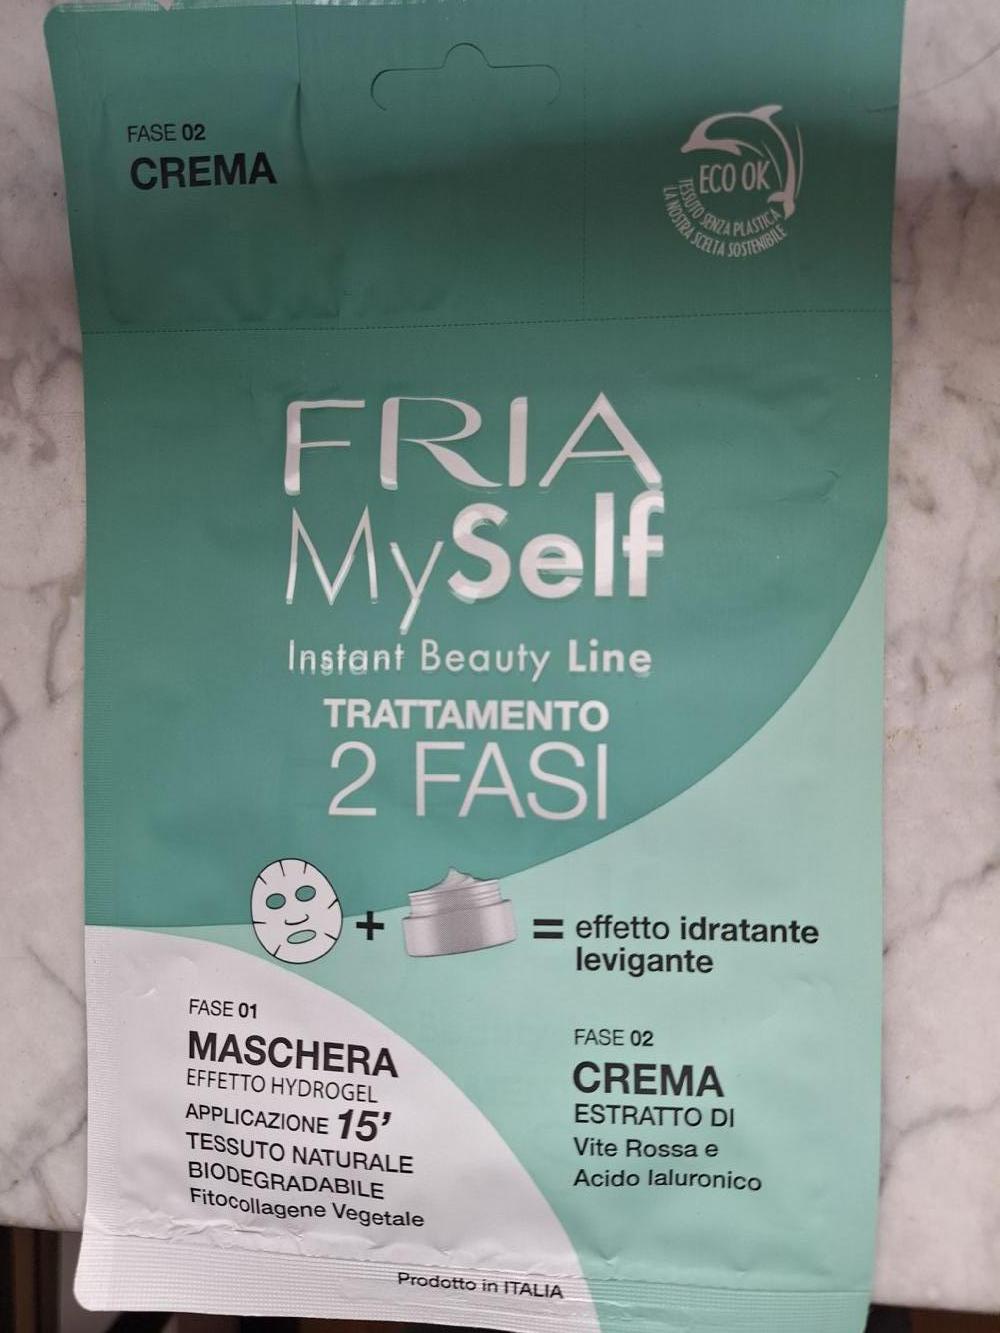 FASE 02
CREMA
ECO OK
TESSUTO SENZA PLASTICA
LA NOSTRA SCELTA SOSTENIBILE
FRIA
MySelf
Instant Beauty Line
TRATTAMENTO
2 FASI
+ = effetto idratante
levigante
FASE 01
MASCHERA
EFFETTO HYDROGEL
APPLICAZIONE 15’
TESSUTO NATURALE
BIODEGRADABILE
Fitocollagene Vegetale
FASE 02
CREMA
ESTRATTO DI
Vite Rossa e
Acido Ialuronico
Prodotto in ITALIA